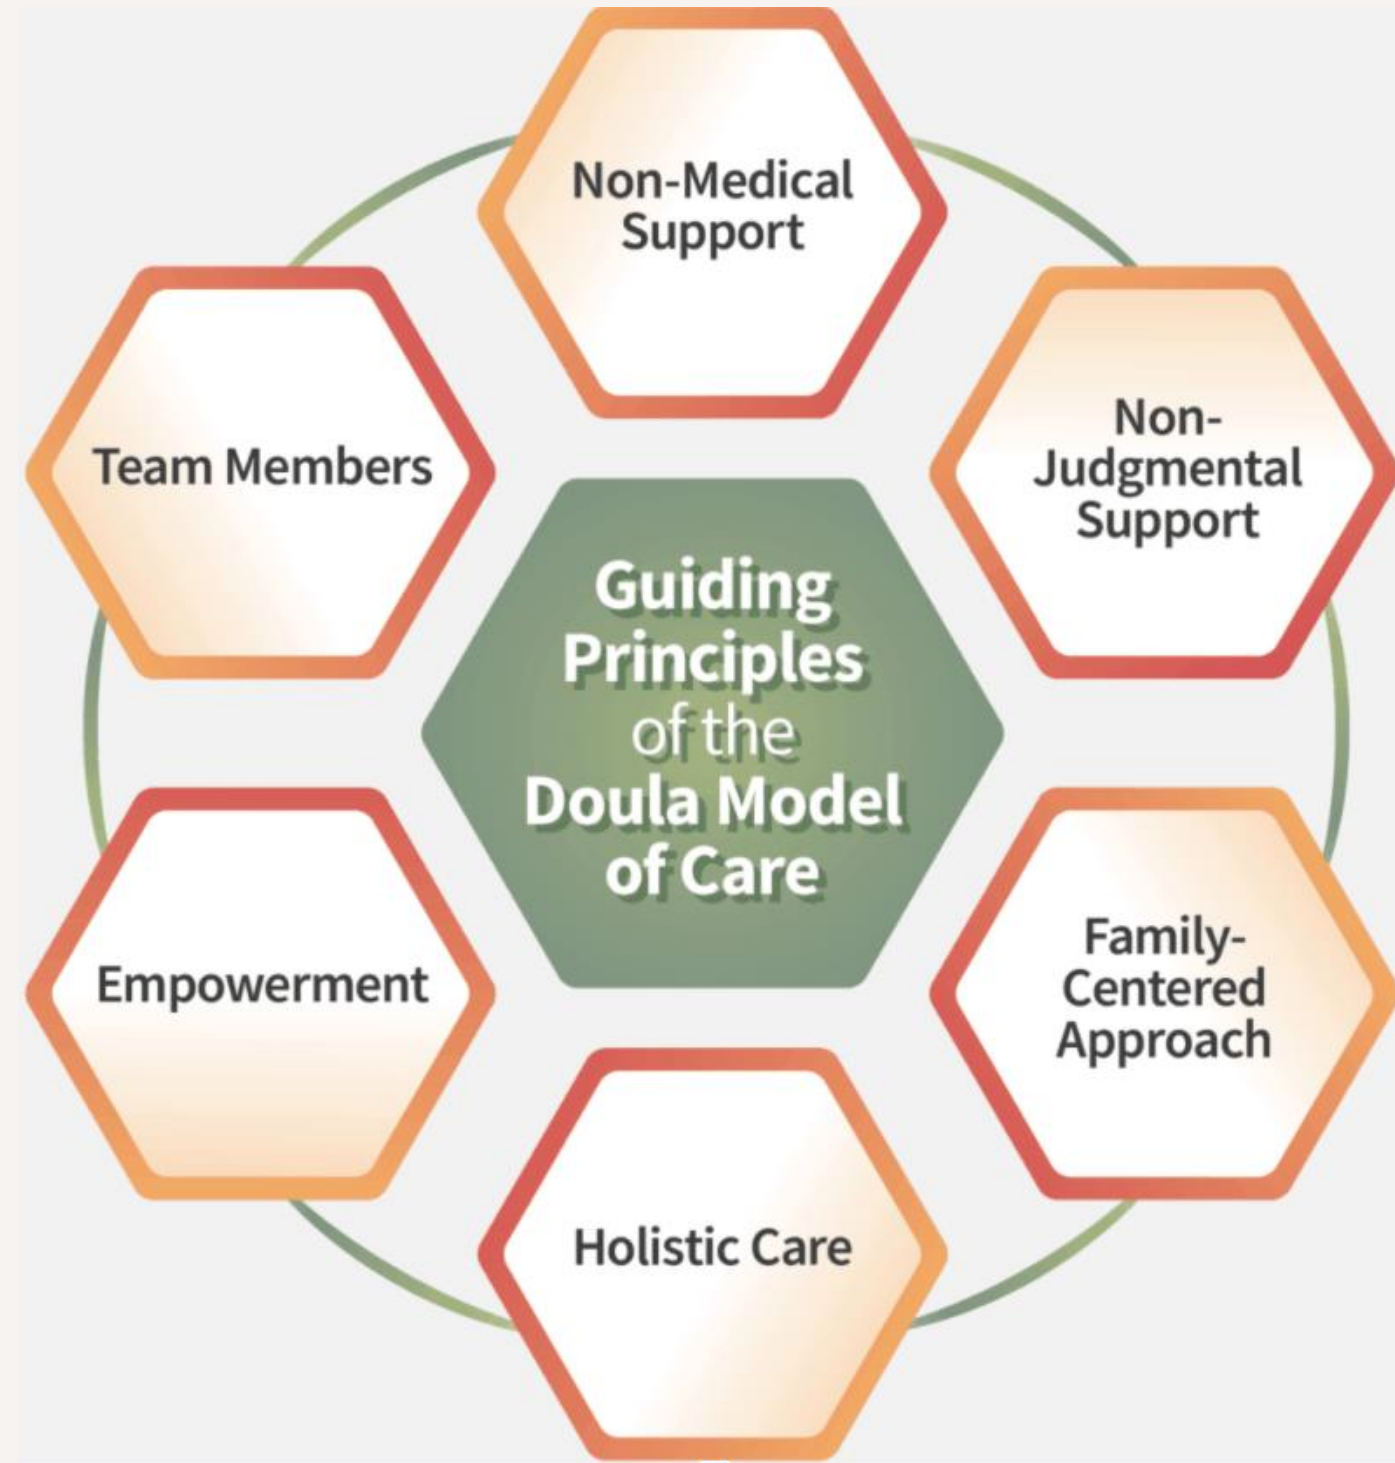 Non-Medical
Support
Non-
Judgmental
Support
Family-
Centered
Approach
Holistic Care
Empowerment
Team Members
Guiding
Principles
of the
Doula Model
of Care